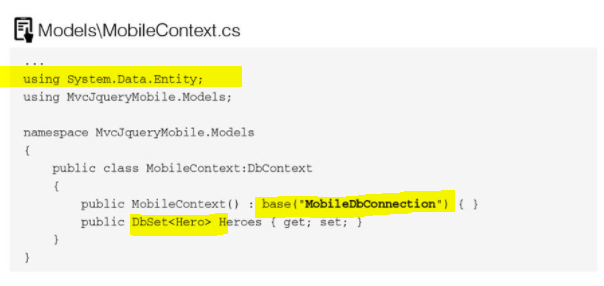 Models\MobileContext.cs
...
using System.Data.Entity;
using MvcJqueryMobile.Models;

namespace MvcJqueryMobile.Models
{
    public class MobileContext:DbContext
    {
        public MobileContext() : base("MobileDbConnection") { }
        public DbSet<Hero> Heroes { get; set; }
    }
}